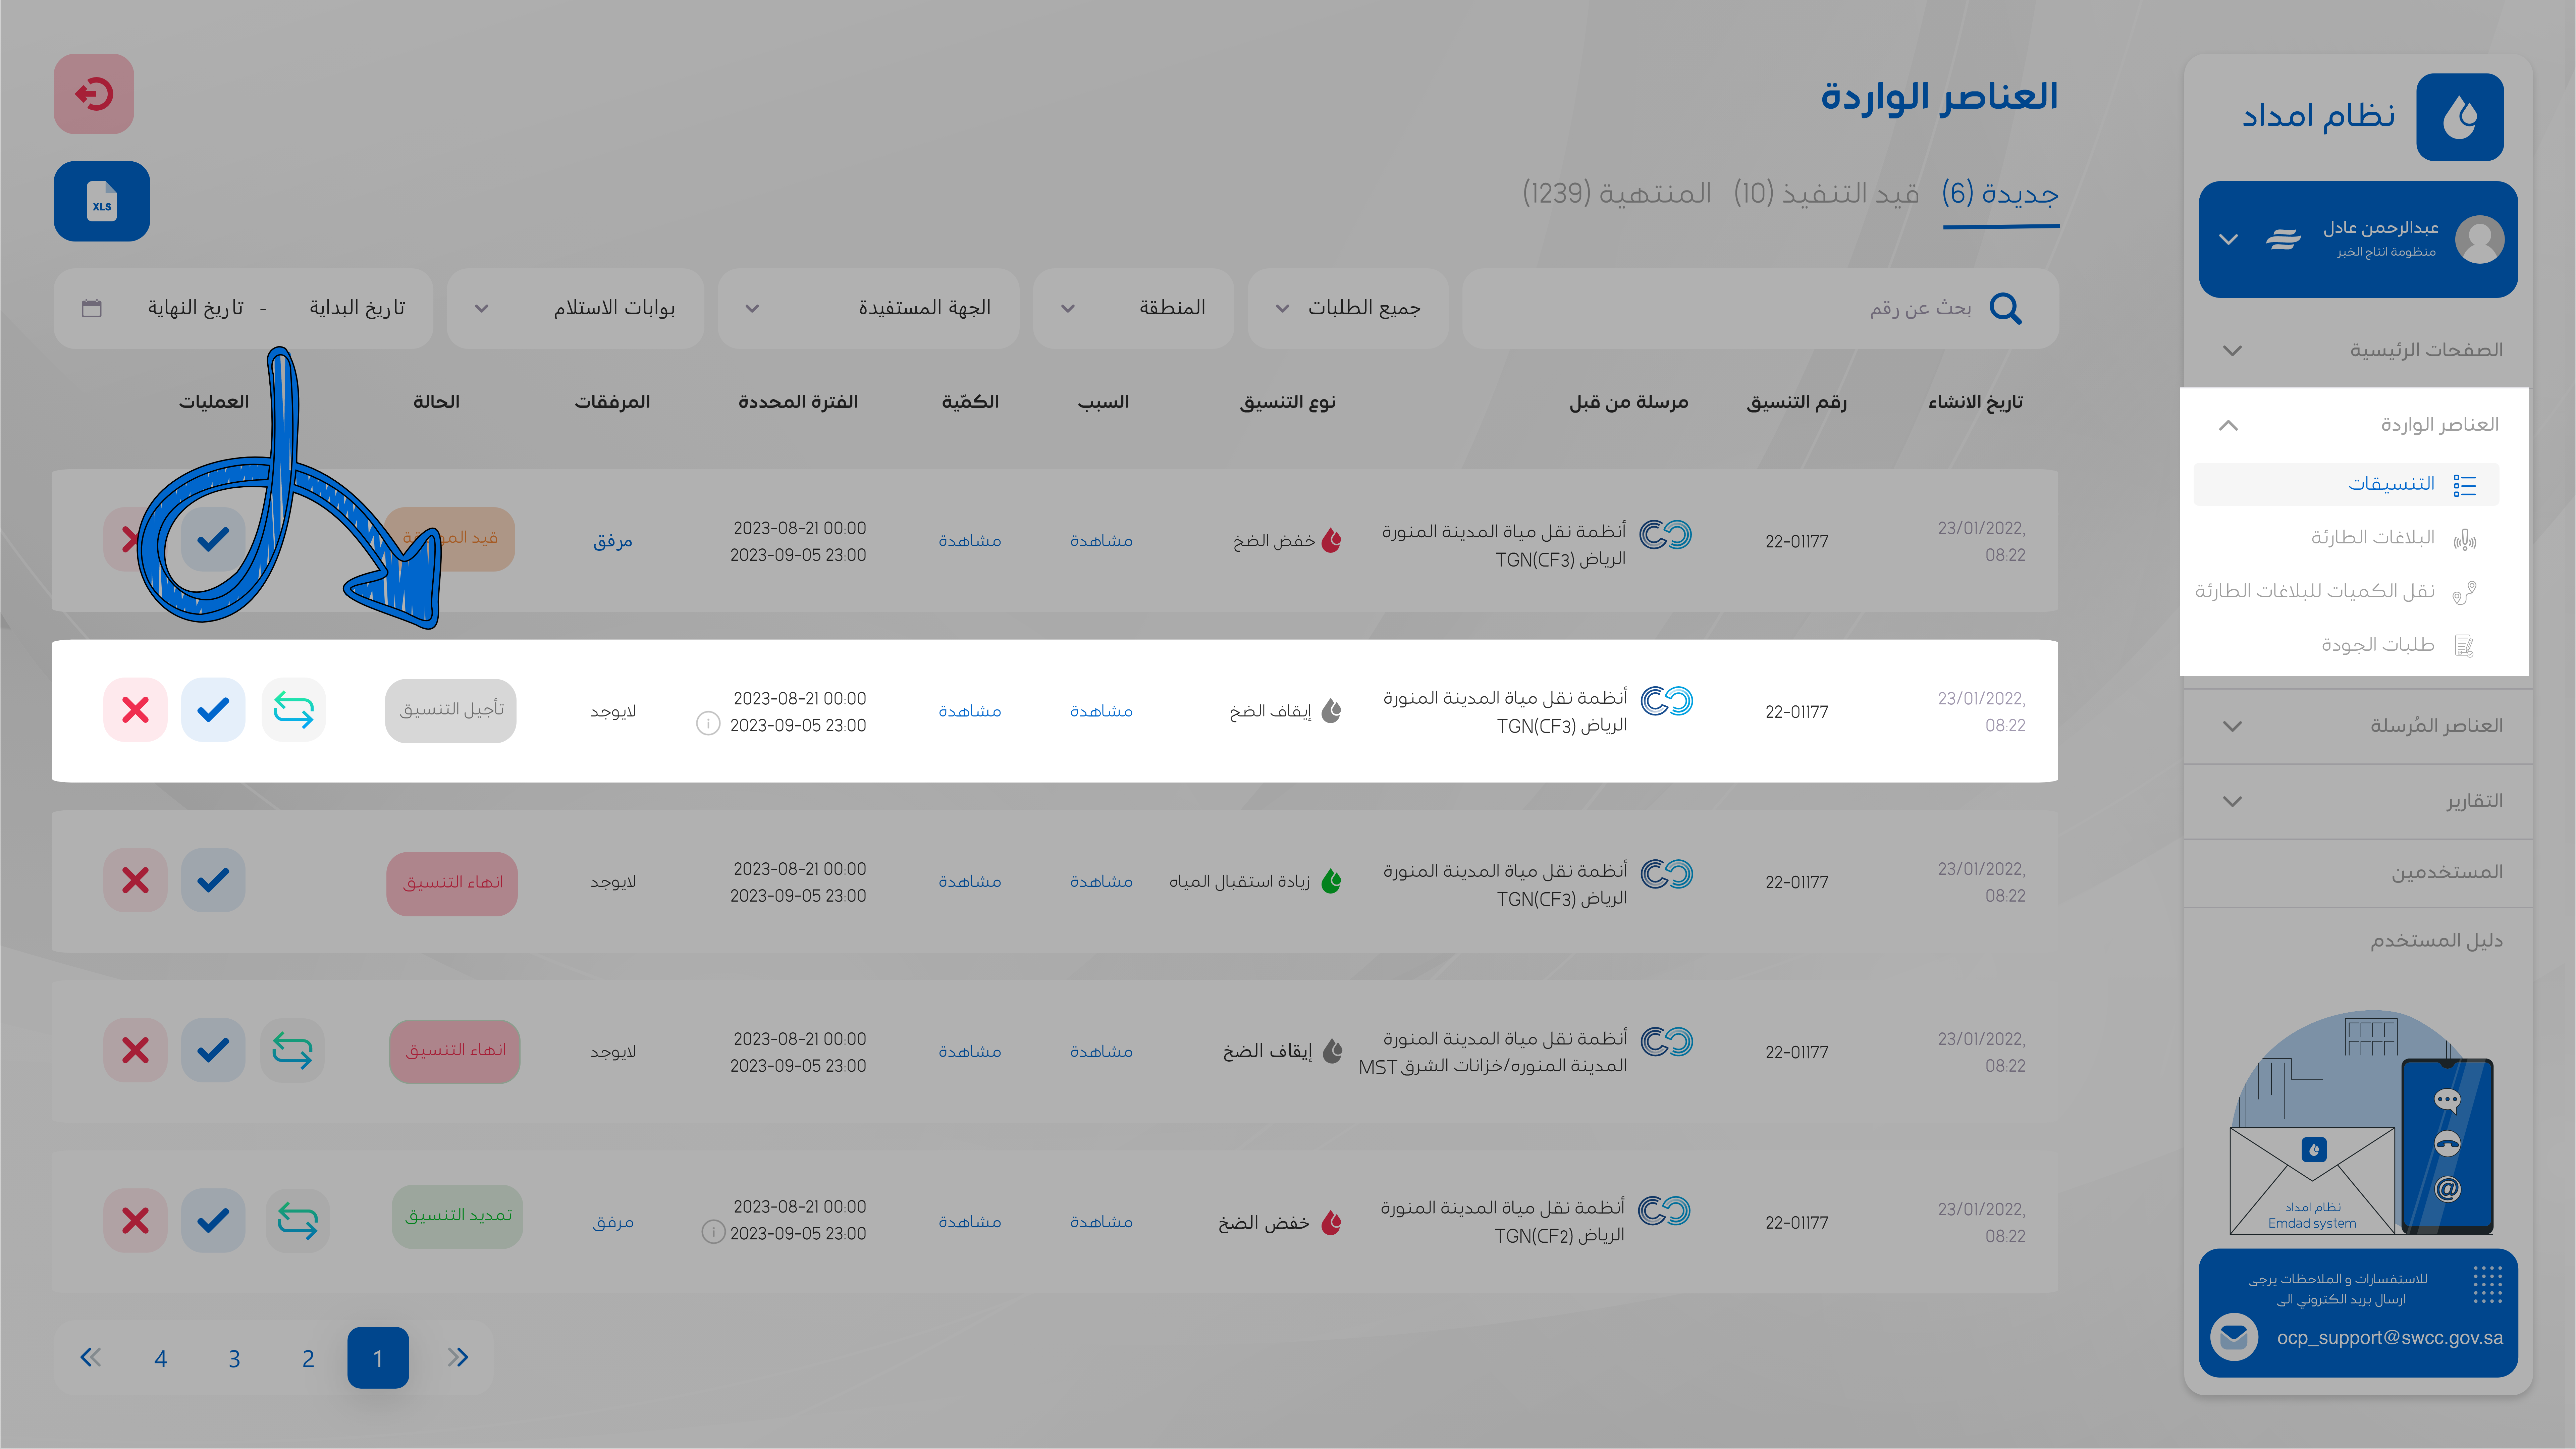 نظام امداد
عبدالرحمن عادل
منظومة انتاج الخبر
الصفحات الرئيسية
العناصر الواردة
التنسيقات
البلاغات الطارئة
نقل الكميات للبلاغات الطارئة
طلبات الجودة
العناصر المُرسلة
التقارير
المستخدمين
دليل المستخدم
نظام امداد
Emdad system
للاستفسارات و الملاحظات يرجى
ارسال بريد الكتروني الى
ocp_support@swcc.gov.sa
العناصر الواردة
جديدة (6) قيد التنفيذ (10) المنتهية (1239)
XLS
بحث عن رقم جميع الطلبات المنطقة الجهة المستفيدة بوابات الاستلام تاريخ البداية - تاريخ النهاية
تاريخ الانشاء رقم التنسيق مرسلة من قبل نوع التنسيق السبب الكمّية الفترة المحددة المرفقات الحالة العمليات
23/01/2022, 08:22 22-01177 أنظمة نقل مياة المدينة المنورة الرياض TGN(CF3) خفض الضخ مشاهدة مشاهدة 2023-08-21 00:00 2023-09-05 23:00 مرفق قيد
23/01/2022, 08:22 22-01177 أنظمة نقل مياة المدينة المنورة الرياض TGN(CF3) إيقاف الضخ مشاهدة مشاهدة 2023-08-21 00:00 2023-09-05 23:00 لايوجد تأجيل التنسيق
23/01/2022, 08:22 22-01177 أنظمة نقل مياة المدينة المنورة الرياض TGN(CF3) زيادة استقبال المياه مشاهدة مشاهدة 2023-08-21 00:00 2023-09-05 23:00 لايوجد انهاء التنسيق
23/01/2022, 08:22 22-01177 أنظمة نقل مياة المدينة المنورة المدينة المنوره/خزانات الشرق MST إيقاف الضخ مشاهدة مشاهدة 2023-08-21 00:00 2023-09-05 23:00 لايوجد انهاء التنسيق
23/01/2022, 08:22 22-01177 أنظمة نقل مياة المدينة المنورة الرياض TGN(CF2) خفض الضخ مشاهدة مشاهدة 2023-08-21 00:00 2023-09-05 23:00 مرفق تمديد التنسيق
1 2 3 4